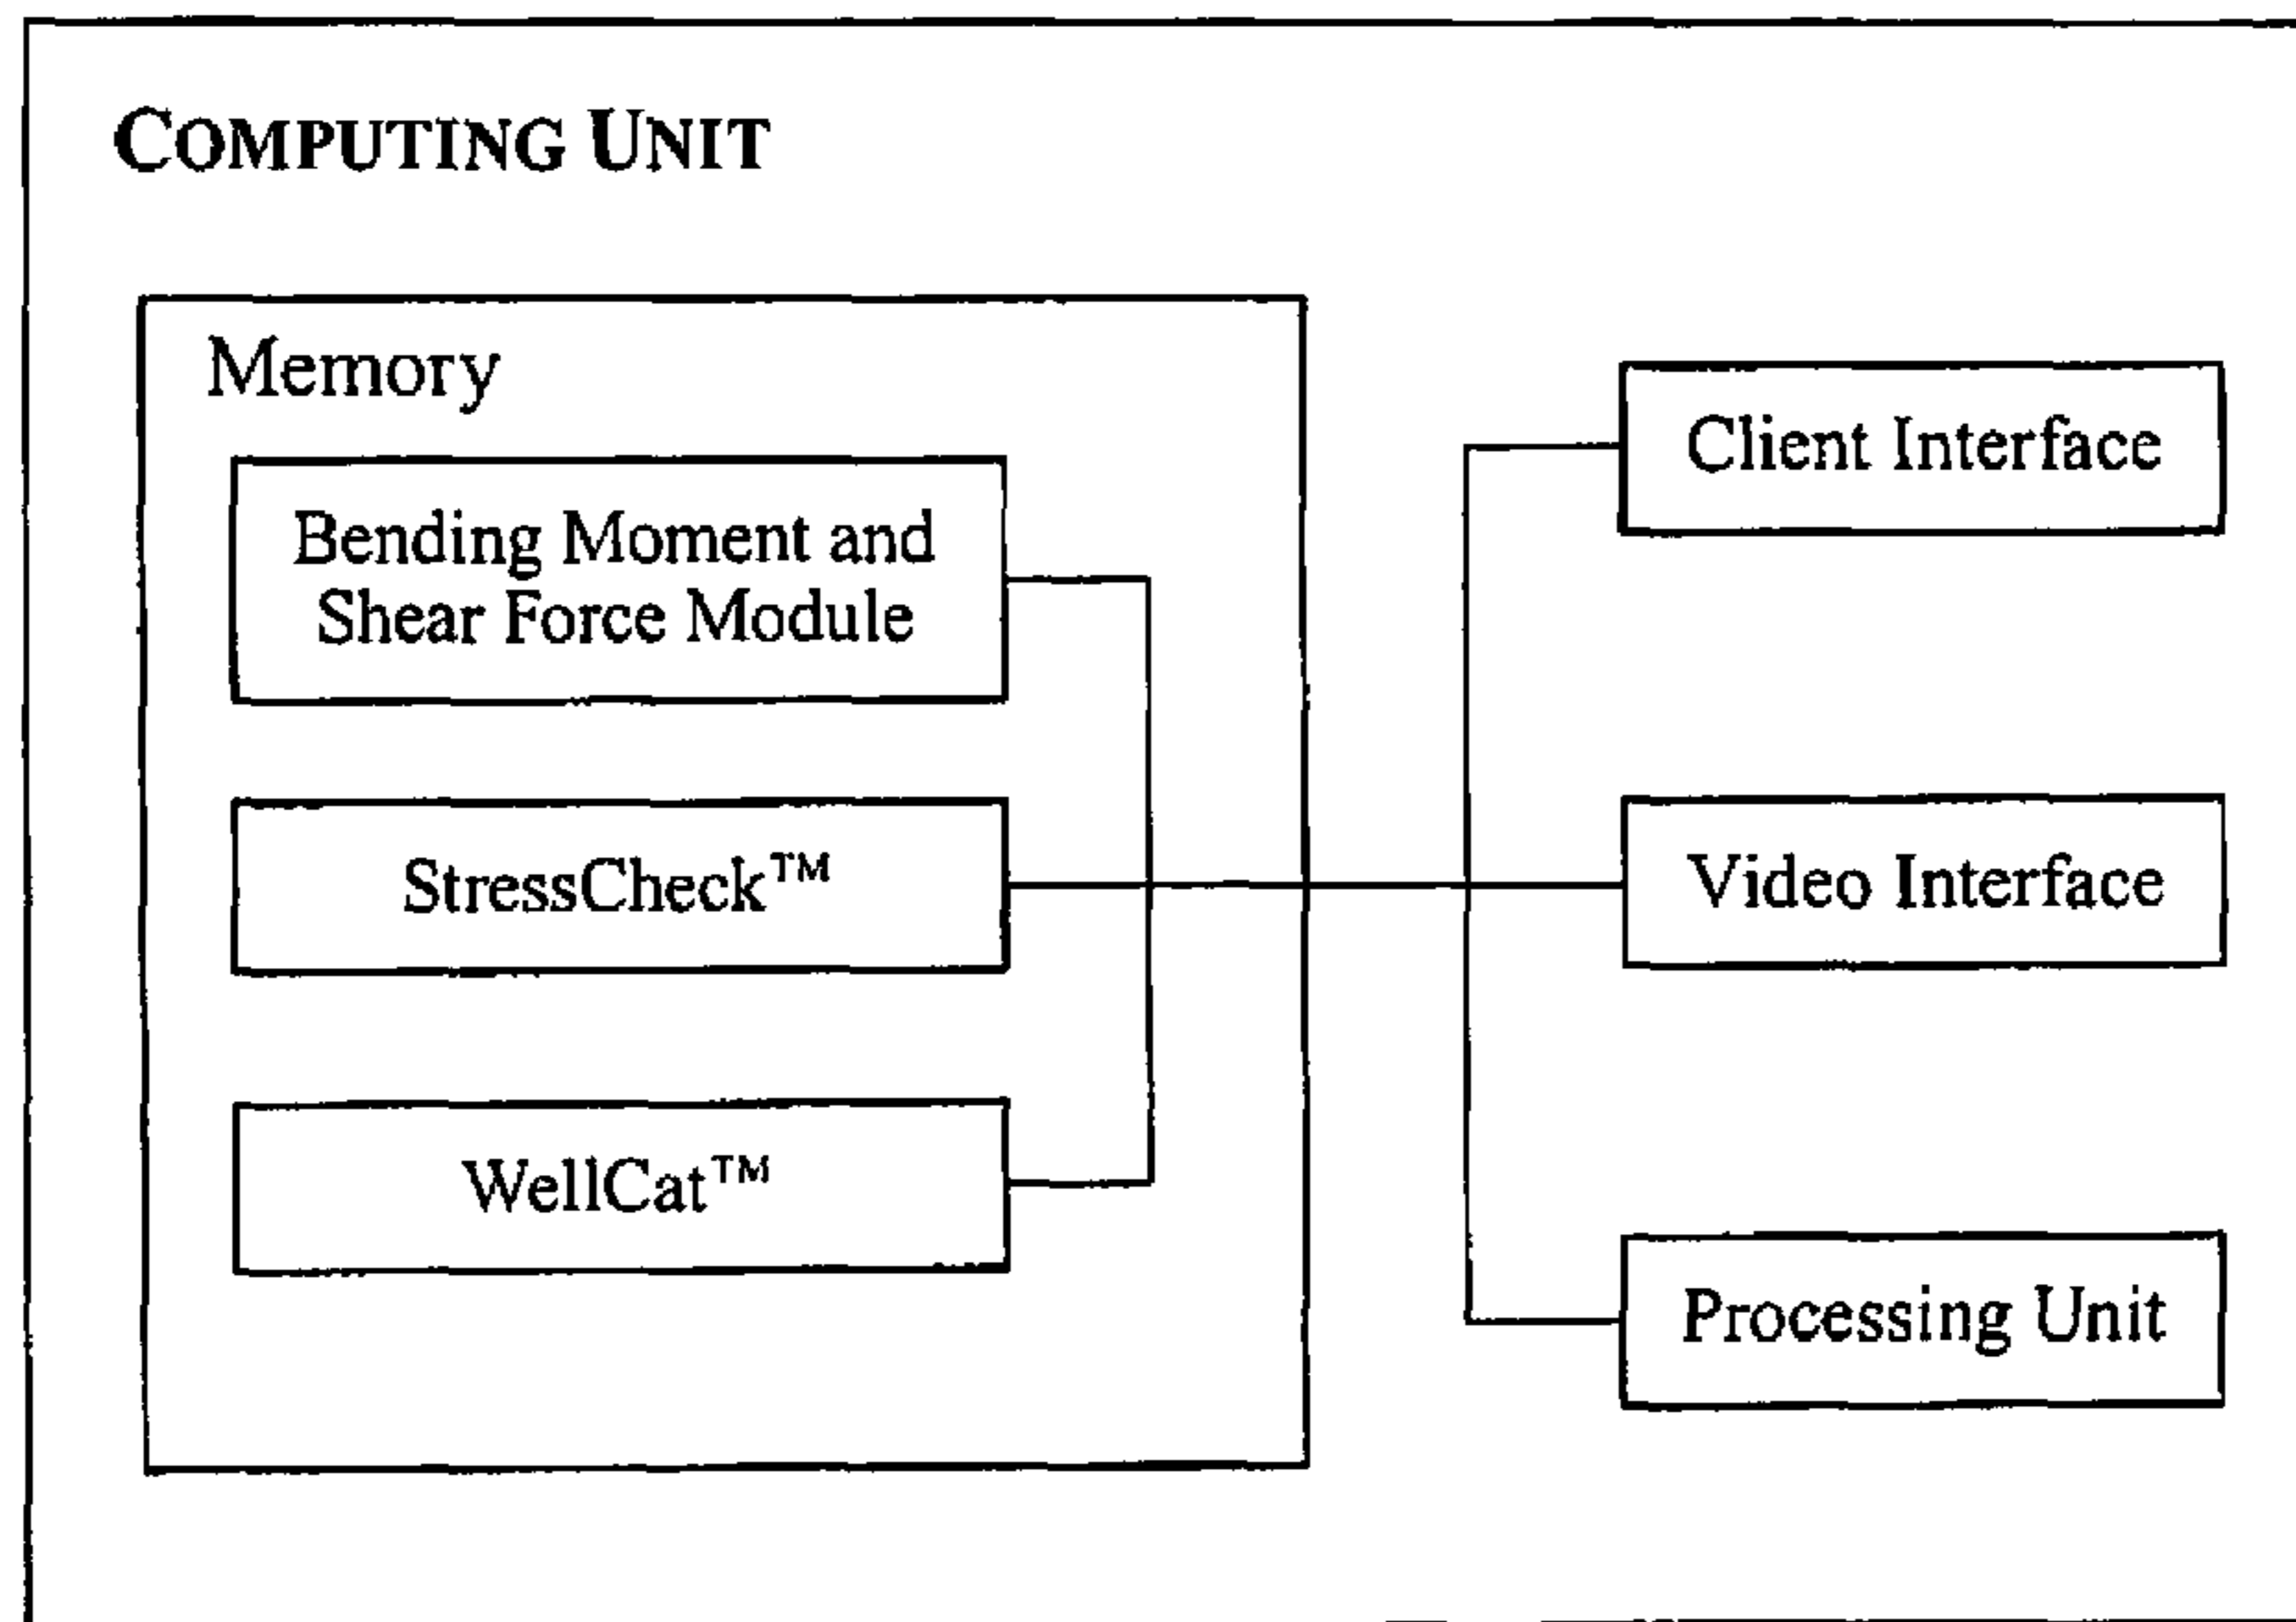 COMPUTING UNIT
Memory
Bending Moment and
Shear Force Module
StressCheck™
WellCat™
Client Interface
Video Interface
Processing Unit